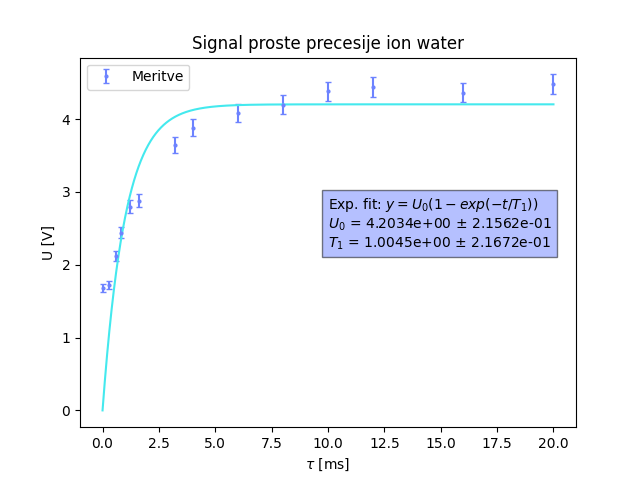 Signal proste precesije ion water
Meritve
U [V]
4
3
2
1
0
Exp. fit: y = U₀(1 − exp(−t/T₁))
U₀ = 4.2034e+00 ± 2.1562e-01
T₁ = 1.0045e+00 ± 2.1672e-01
0.0 2.5 5.0 7.5 10.0 12.5 15.0 17.5 20.0
τ [ms]